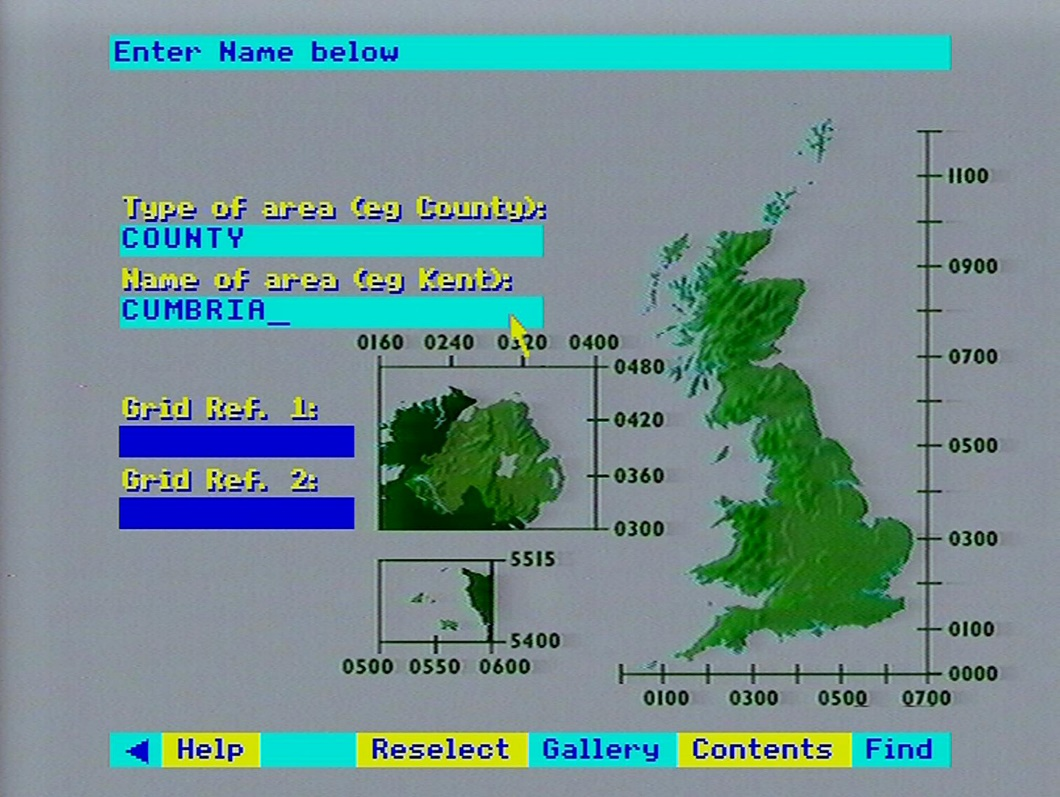 Enter Name below
Type of area (eg County):
COUNTY
Name of area (eg Kent):
CUMBRIA_
0160 0240 0320 0400
0480
0420
0360
0300
Grid Ref. 1:
Grid Ref. 2:
5515
5400
0500 0550 0600
1100
0900
0700
0500
0300
0100
0000
0100 0300 0500 0700
Help Reselect Gallery Contents Find